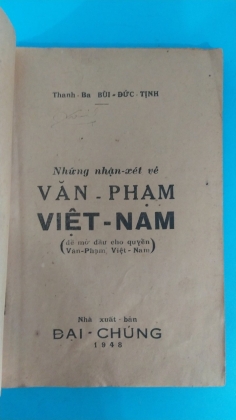 Thanh-Ba BÙI-ĐỨC-TỊNH
Những nhận-xét về
VĂN-PHẠM
VIỆT-NAM
(để mở đầu cho quyển
Văn-Phạm, Việt-Nam)
Nhà xuất-bản
ĐẠI-CHÚNG
1948